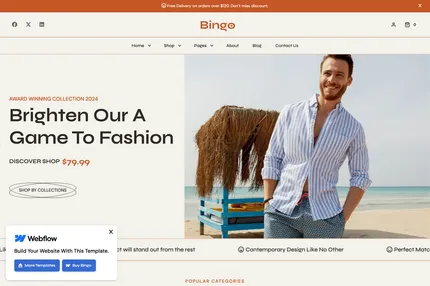 Free Delivery on orders over $120. Don't miss discount.
X
Bingo
0
Home
Shop
Pages
About
Blog
Contact Us
AWARD WINNING COLLECTION 2024
Brighten Our A
Game To Fashion
DISCOVER SHOP $79.99
SHOP BY COLLECTIONS
X
Webflow
Build Your Website With This Template.
More Templates
Buy Bingo
ct will stand out from the rest
Contemporary Design Like No Other
Perfect Matc
POPULAR CATEGORIES